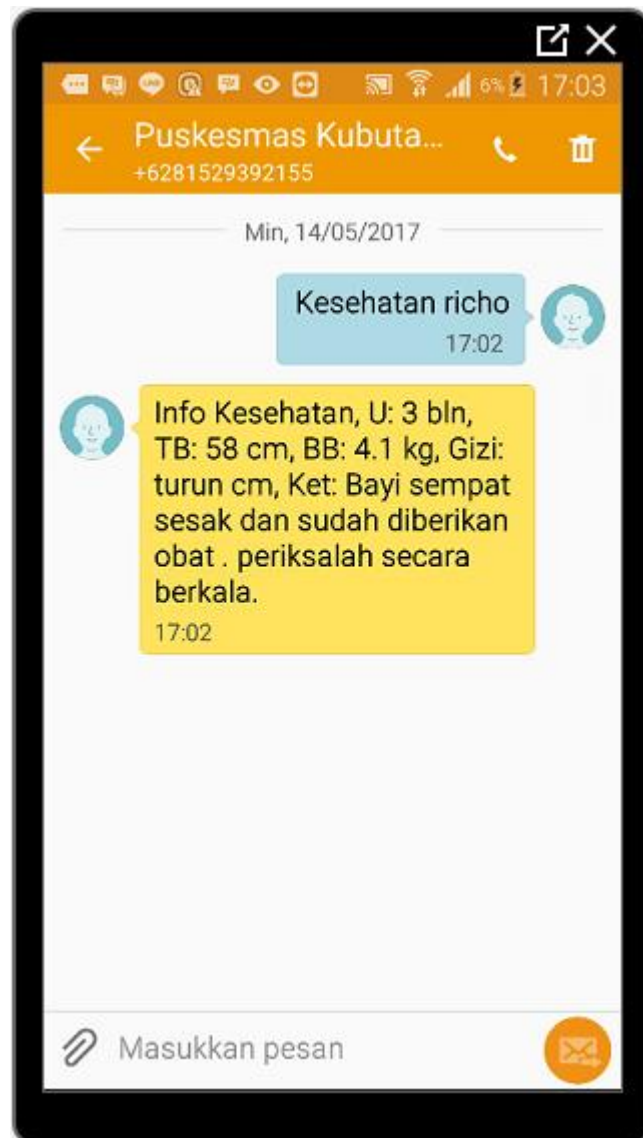 6% 17:03
Puskesmas Kubuta...
+6281529392155
Min, 14/05/2017
Kesehatan richo
17:02
Info Kesehatan, U: 3 bln,
TB: 58 cm, BB: 4.1 kg, Gizi:
turun cm, Ket: Bayi sempat
sesak dan sudah diberikan
obat . periksalah secara
berkala.
17:02
Masukkan pesan